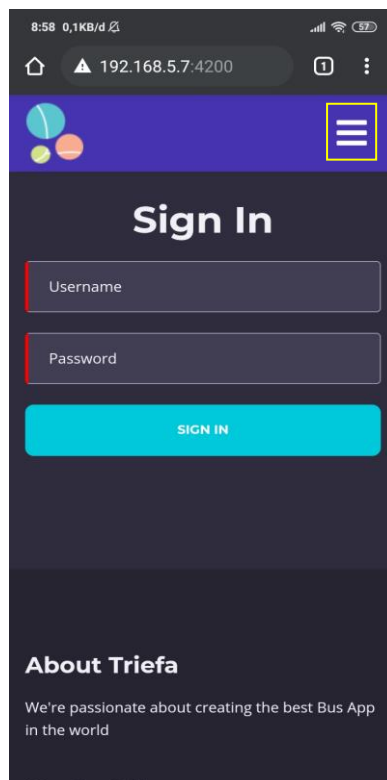 8:58 0,1KB/d
57
192.168.5.7:4200
1
Sign In
Username
Password
SIGN IN
About Triefa
We're passionate about creating the best Bus App
in the world